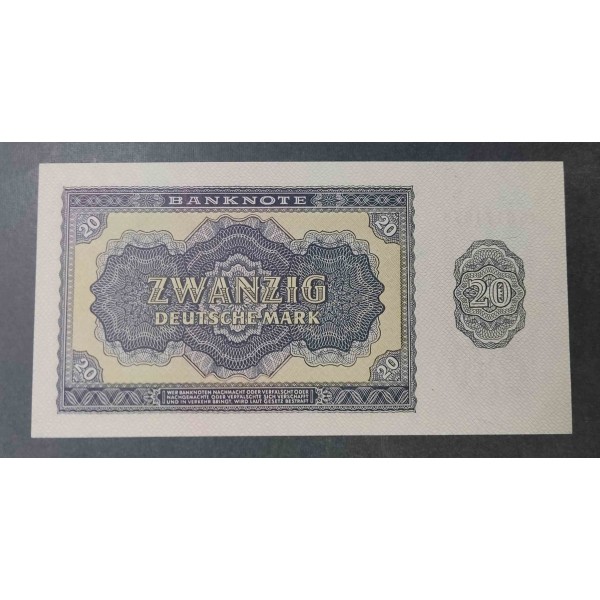 BANKNOTE
20
20
ZWANZIG
DEUTSCHE MARK
20
20
20
WER BANKNOTEN NACHMACHT ODER VERFÄLSCHT ODER
NACHGEMACHTE ODER VERFÄLSCHTE SICH VERSCHAFFT
UND IN VERKEHR BRINGT, WIRD LAUT GESETZ BESTRAFT